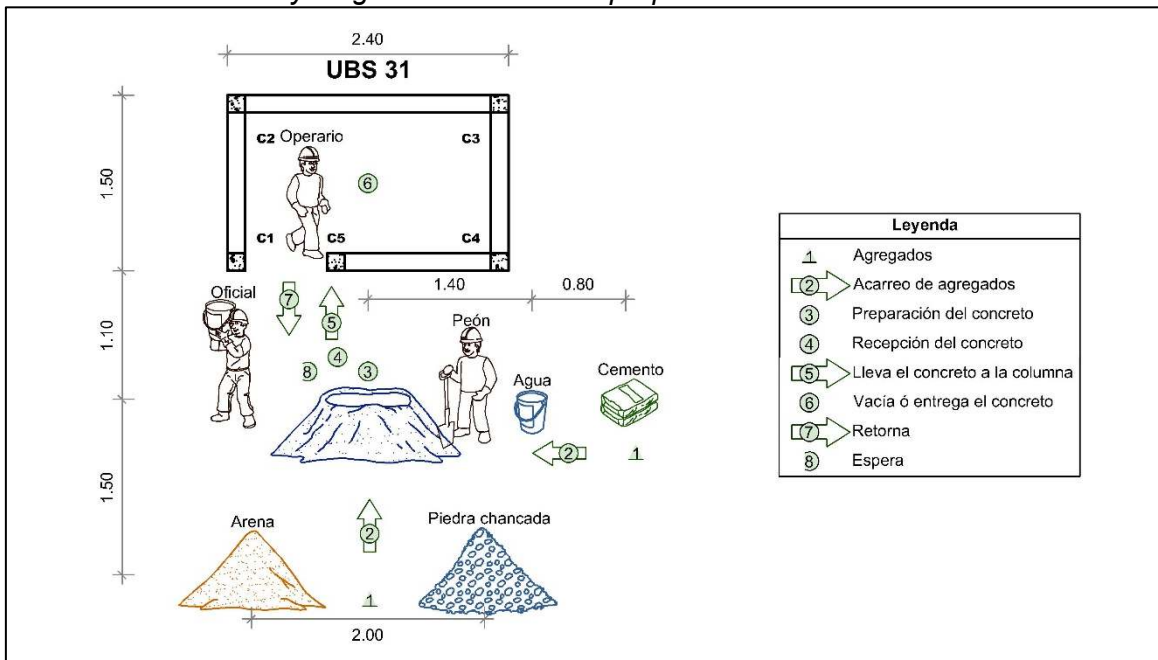 2.40
UBS 31
C2 Operario
C3
6
1.50
C1
C5
C4
7
1.40
0.80
Oficial
5
Peón
1.10
4
8
3
Agua
Cemento
2
1
1.50
Arena
2
Piedra chancada
1
2.00
Leyenda
1 Agregados
2 Acarreo de agregados
3 Preparación del concreto
4 Recepción del concreto
5 Lleva el concreto a la columna
6 Vacía ó entrega el concreto
7 Retorna
8 Espera